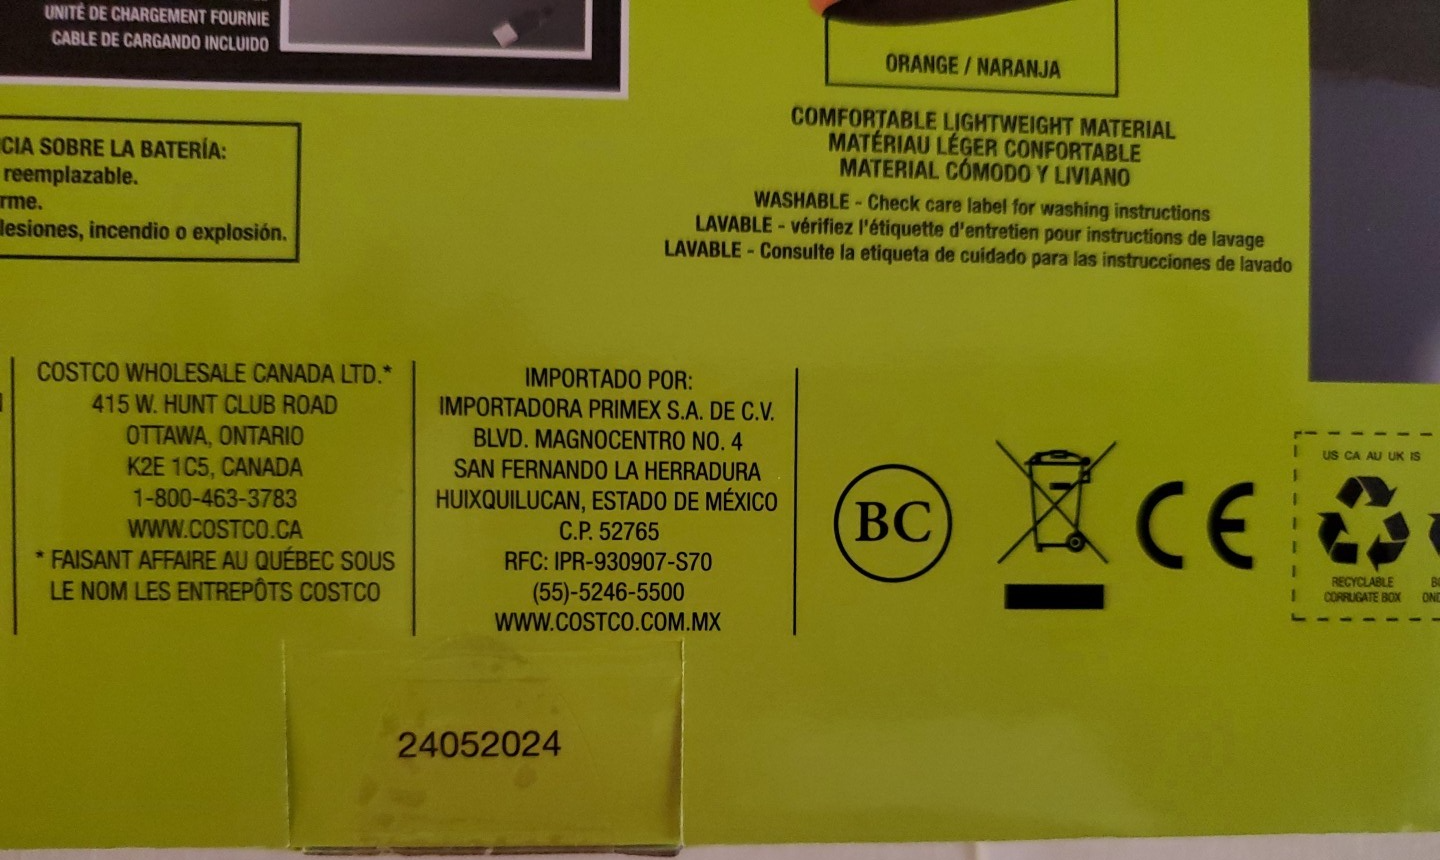 UNITÉ DE CHARGEMENT FOURNIE
CABLE DE CARGANDO INCLUIDO
ORANGE / NARANJA
COMFORTABLE LIGHTWEIGHT MATERIAL
MATÉRIAU LÉGER CONFORTABLE
MATERIAL CÓMODO Y LIVIANO
WASHABLE - Check care label for washing instructions
LAVABLE - vérifiez l'étiquette d'entretien pour instructions de lavage
LAVABLE - Consulte la etiqueta de cuidado para las instrucciones de lavado
SOBRE LA BATERÍA:
reemplazable.
lesiones, incendio o explosión.
COSTCO WHOLESALE CANADA LTD.*
415 W. HUNT CLUB ROAD
OTTAWA, ONTARIO
K2E 1C5, CANADA
1-800-463-3783
WWW.COSTCO.CA
* FAISANT AFFAIRE AU QUÉBEC SOUS
LE NOM LES ENTREPÔTS COSTCO
IMPORTADO POR:
IMPORTADORA PRIMEX S.A. DE C.V.
BLVD. MAGNOCENTRO NO. 4
SAN FERNANDO LA HERRADURA
HUIXQUILUCAN, ESTADO DE MÉXICO
C.P. 52765
RFC: IPR-930907-S70
(55)-5246-5500
WWW.COSTCO.COM.MX
BC
CE
US CA AU UK IS
RECYCLABLE
CORRUGATE BOX
24052024